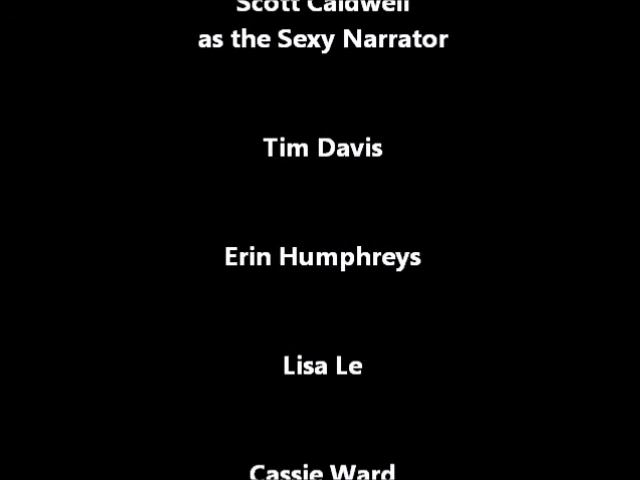 Scott Caldwell
as the Sexy Narrator
Tim Davis
Erin Humphreys
Lisa Le
Cassie Ward